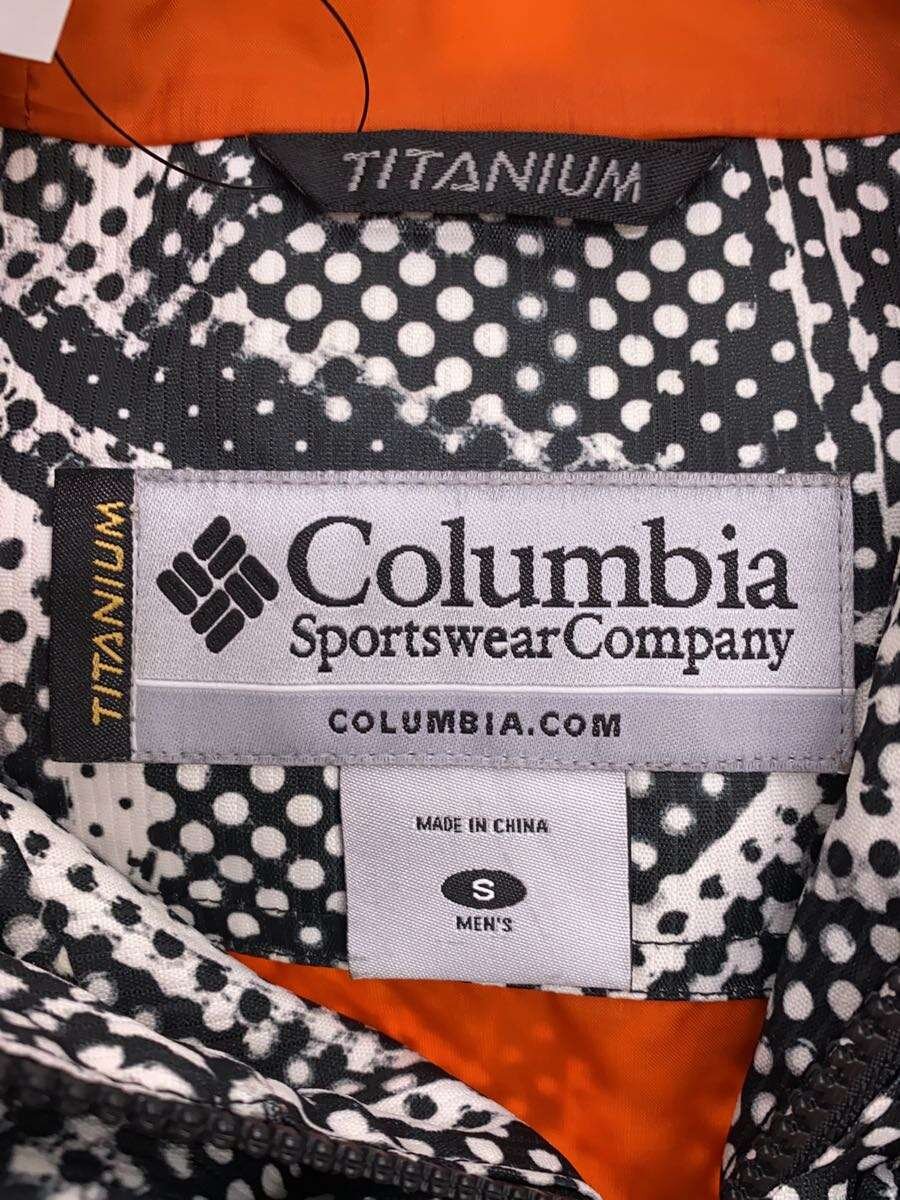 TITANIUM
TITANIUM
Columbia
Sportswear Company
COLUMBIA.COM
MADE IN CHINA
S
MEN'S